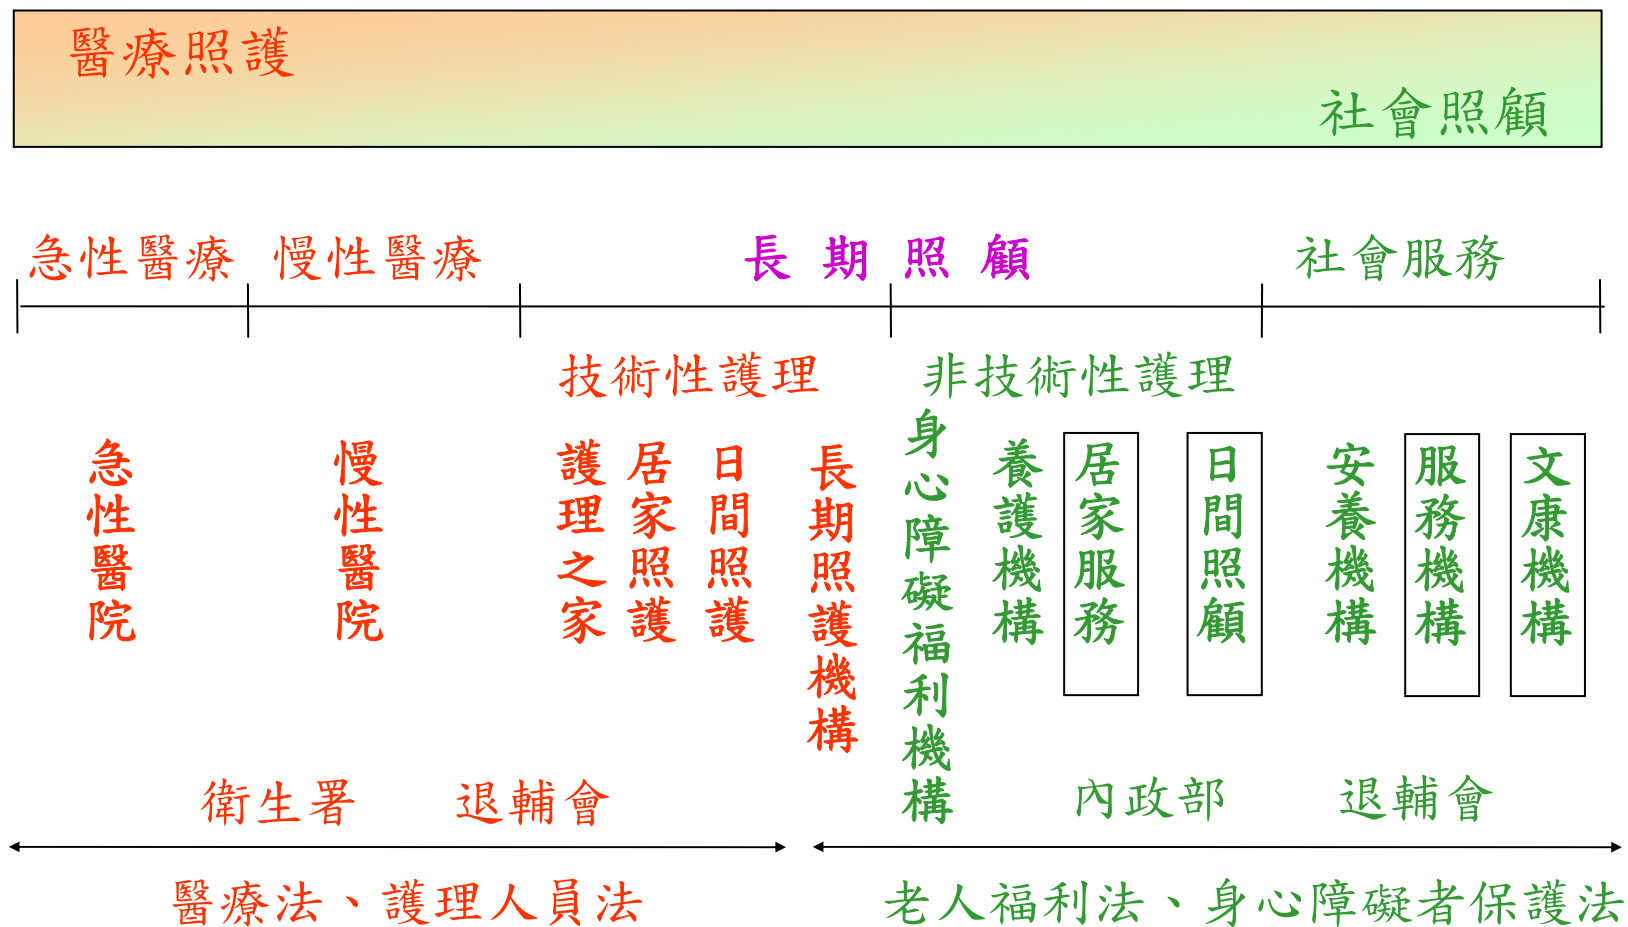 醫療照護
社會照顧
急性醫療
慢性醫療
長期照顧
社會服務
技術性護理
非技術性護理
急性醫院
慢性醫院
護理之家
居家照護
日間照護
長期照護機構
身心障礙福利機構
養護機構
居家服務
日間照顧
安養機構
服務機構
文康機構
衛生署
退輔會
內政部
退輔會
醫療法、護理人員法
老人福利法、身心障礙者保護法